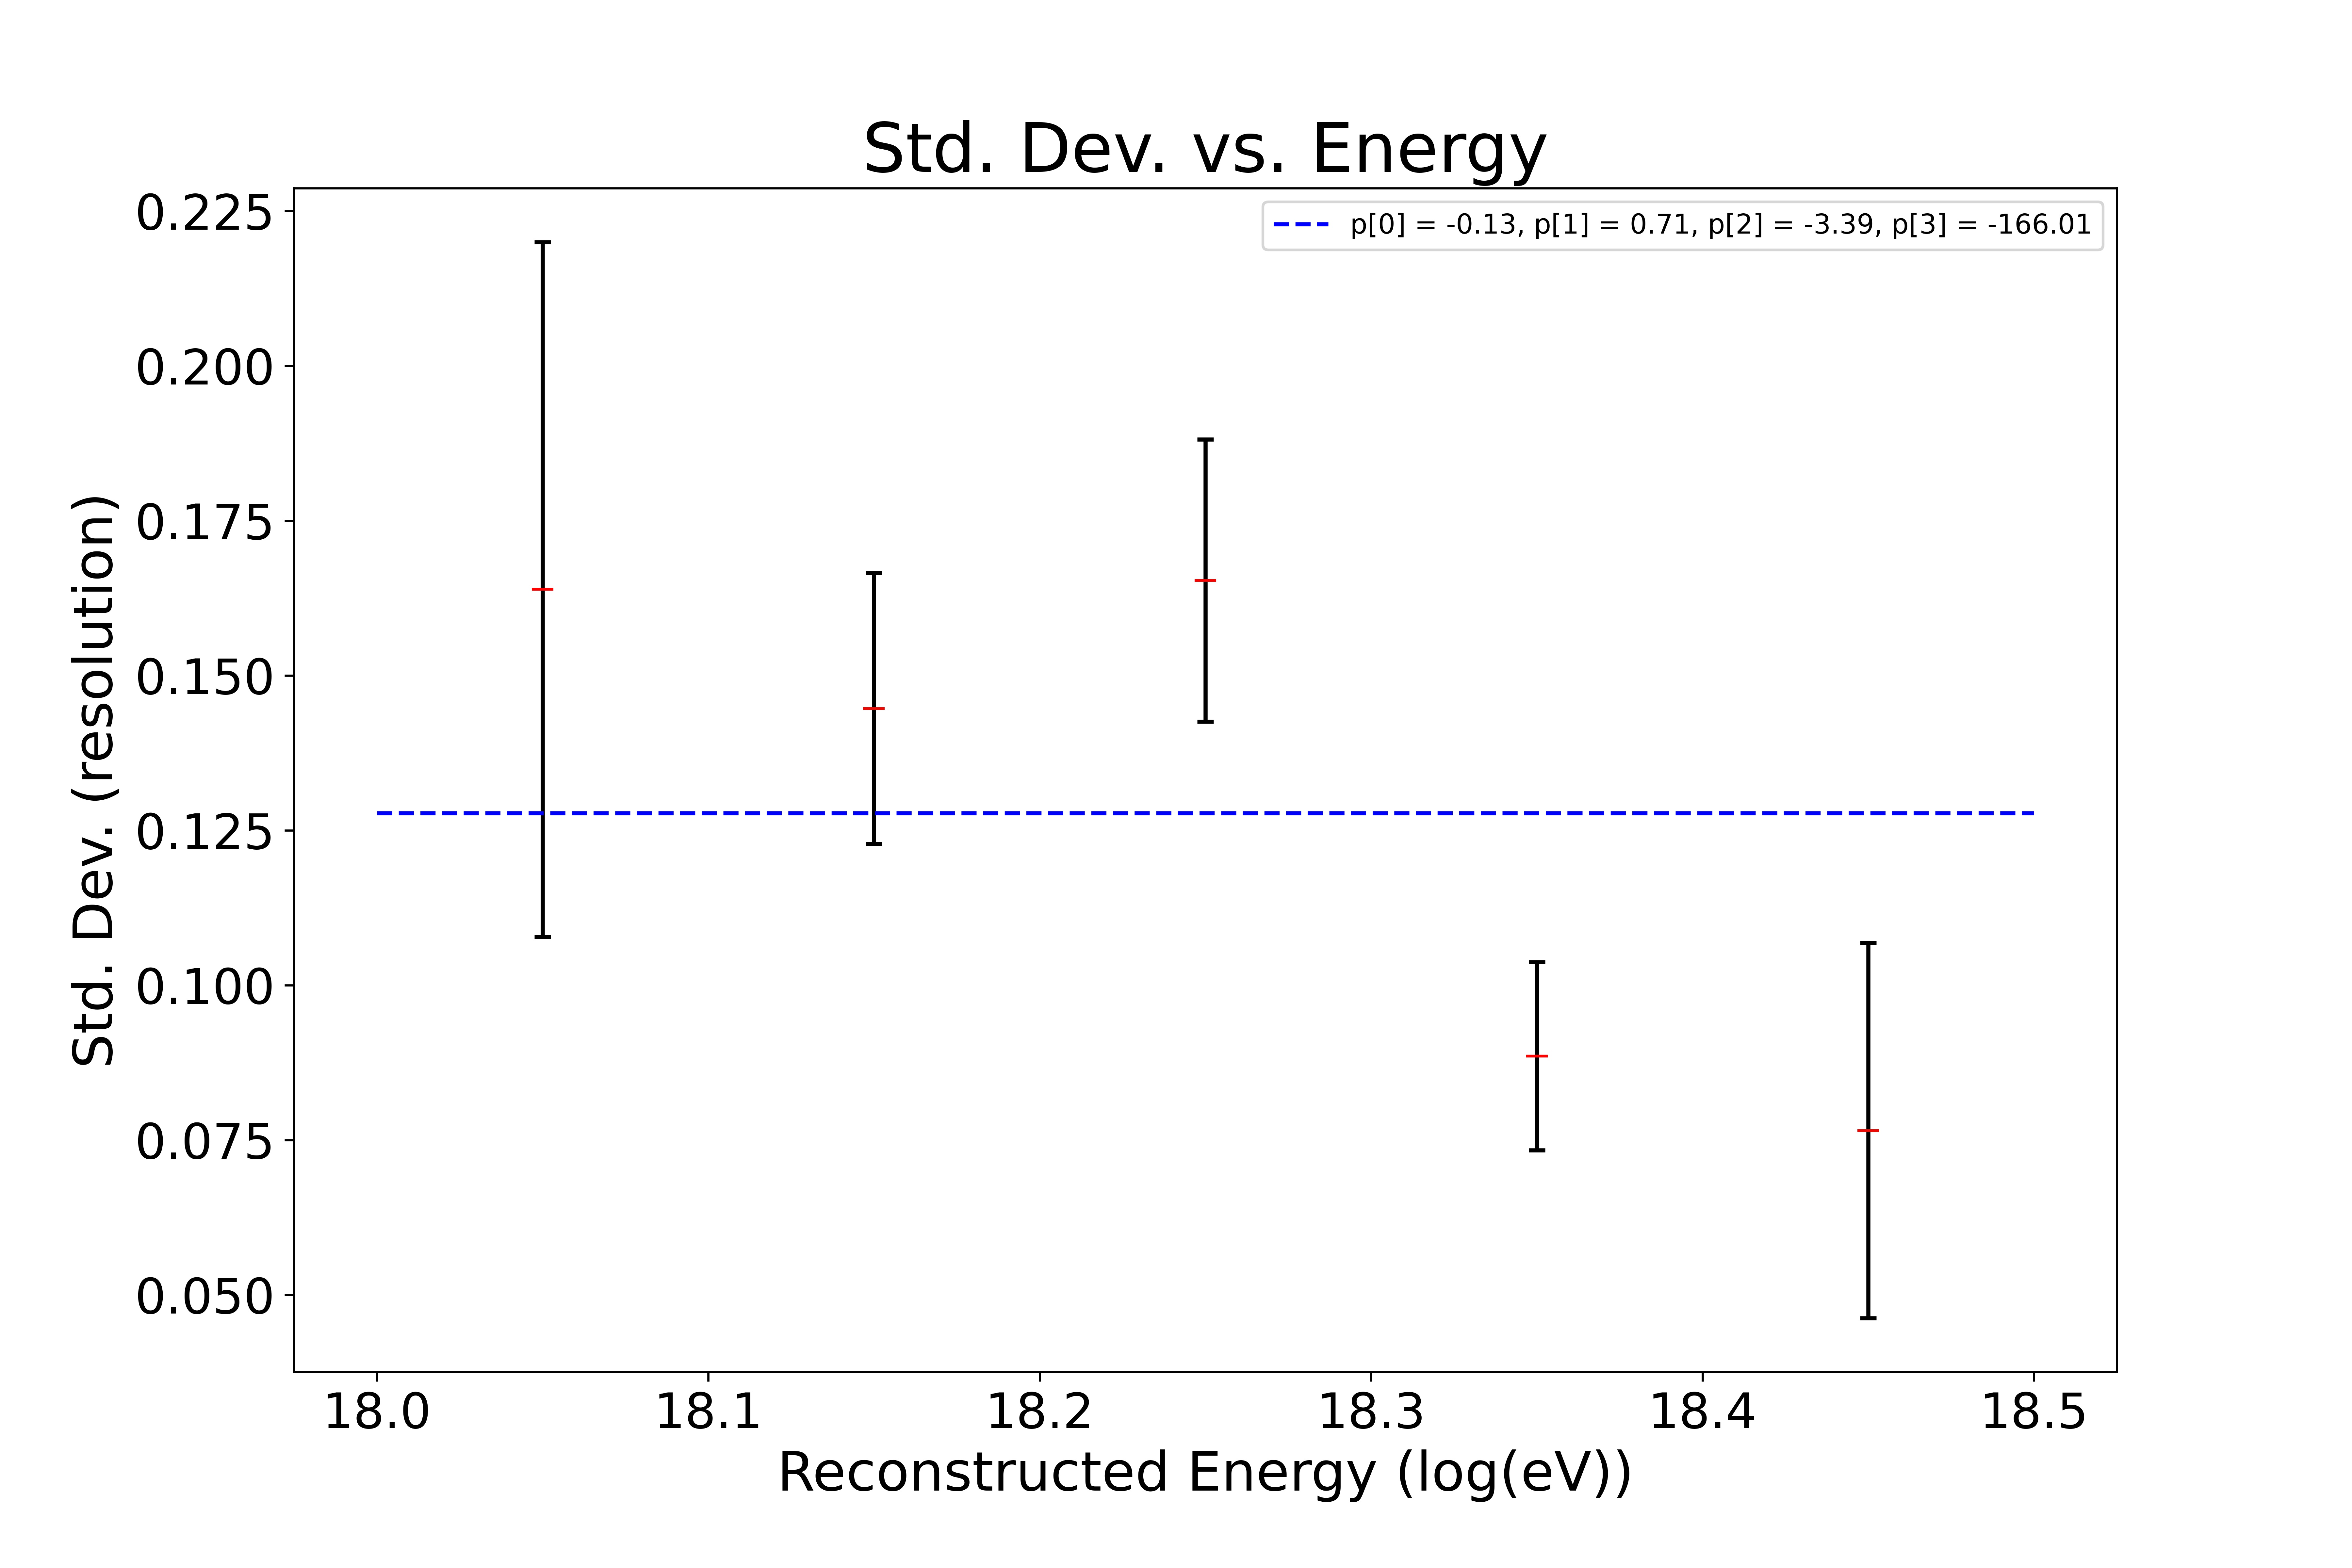 Std. Dev. vs. Energy
p[0] = -0.13, p[1] = 0.71, p[2] = -3.39, p[3] = -166.01
Std. Dev. (resolution)
0.225
0.200
0.175
0.150
0.125
0.100
0.075
0.050
18.0 18.1 18.2 18.3 18.4 18.5
Reconstructed Energy (log(eV))